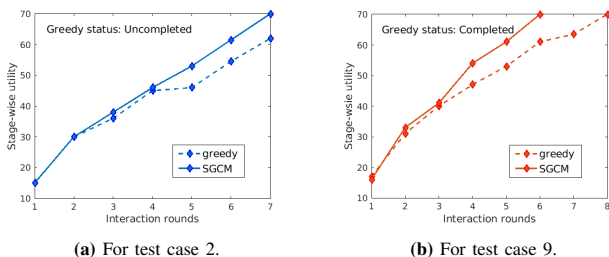 70
60
50
40
30
20
10
Stage-wise utility
Greedy status: Uncompleted
greedy
SGCM
1 2 3 4 5 6 7
Interaction rounds
(a) For test case 2.
70
60
50
40
30
20
10
Stage-wsie utility
Greedy status: Completed
greedy
SGCM
1 2 3 4 5 6 7 8
Interaction rounds
(b) For test case 9.